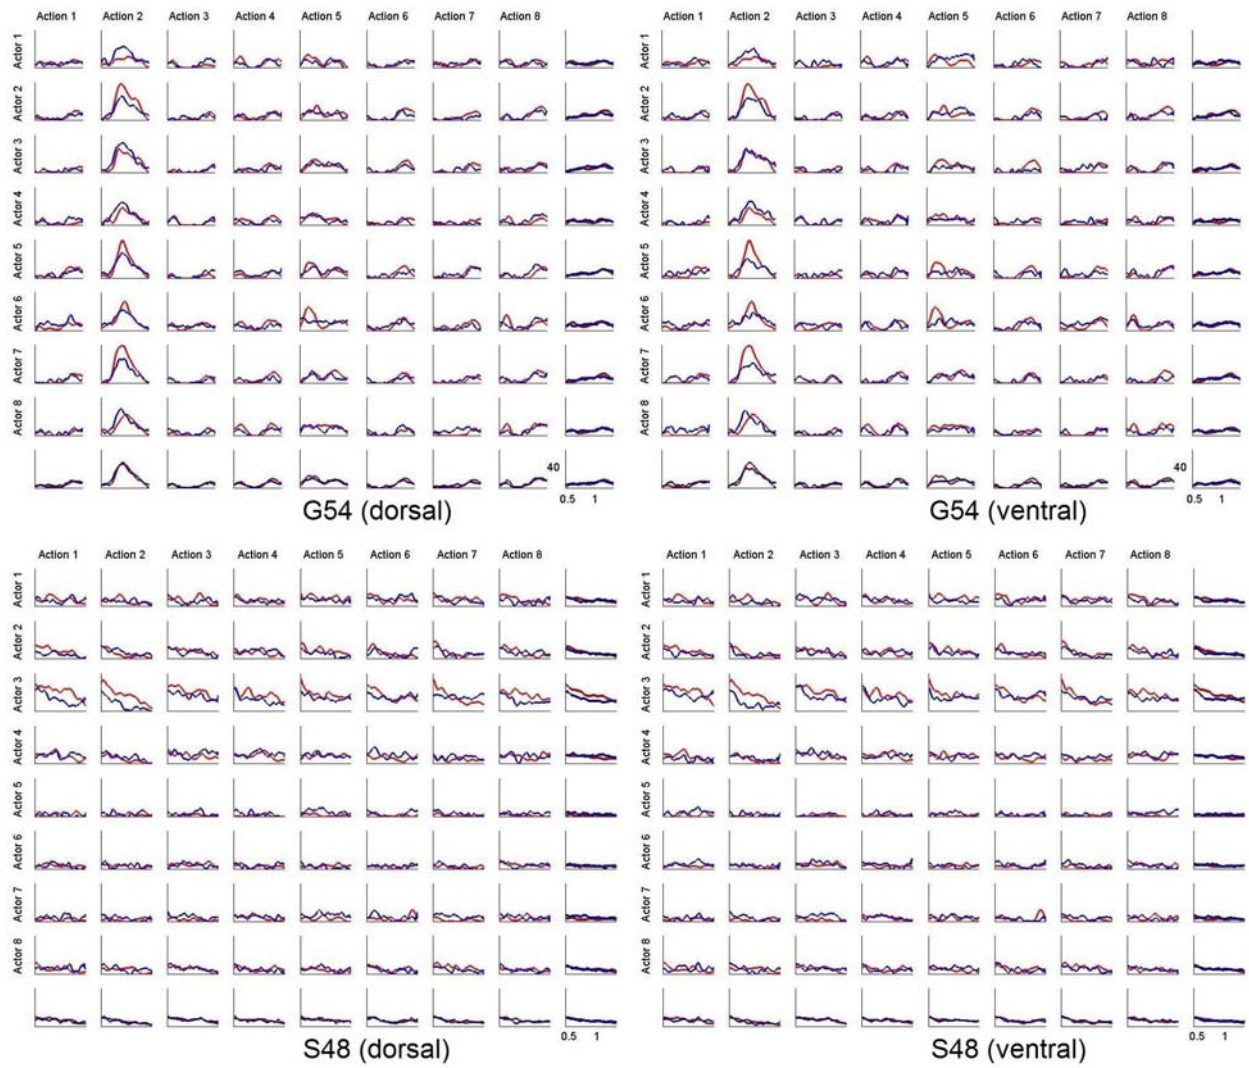 Action 1 Action 2 Action 3 Action 4 Action 5 Action 6 Action 7 Action 8 Action 1 Action 2 Action 3 Action 4 Action 5 Action 6 Action 7 Action 8
Actor 1 Actor 1
Actor 2 Actor 2
Actor 3 Actor 3
Actor 4 Actor 4
Actor 5 Actor 5
Actor 6 Actor 6
Actor 7 Actor 7
Actor 8 Actor 8
40 40
0.5 1 0.5 1
G54 (dorsal) G54 (ventral)
Action 1 Action 2 Action 3 Action 4 Action 5 Action 6 Action 7 Action 8 Action 1 Action 2 Action 3 Action 4 Action 5 Action 6 Action 7 Action 8
Actor 1 Actor 1
Actor 2 Actor 2
Actor 3 Actor 3
Actor 4 Actor 4
Actor 5 Actor 5
Actor 6 Actor 6
Actor 7 Actor 7
Actor 8 Actor 8
0.5 1 0.5 1
S48 (dorsal) S48 (ventral)